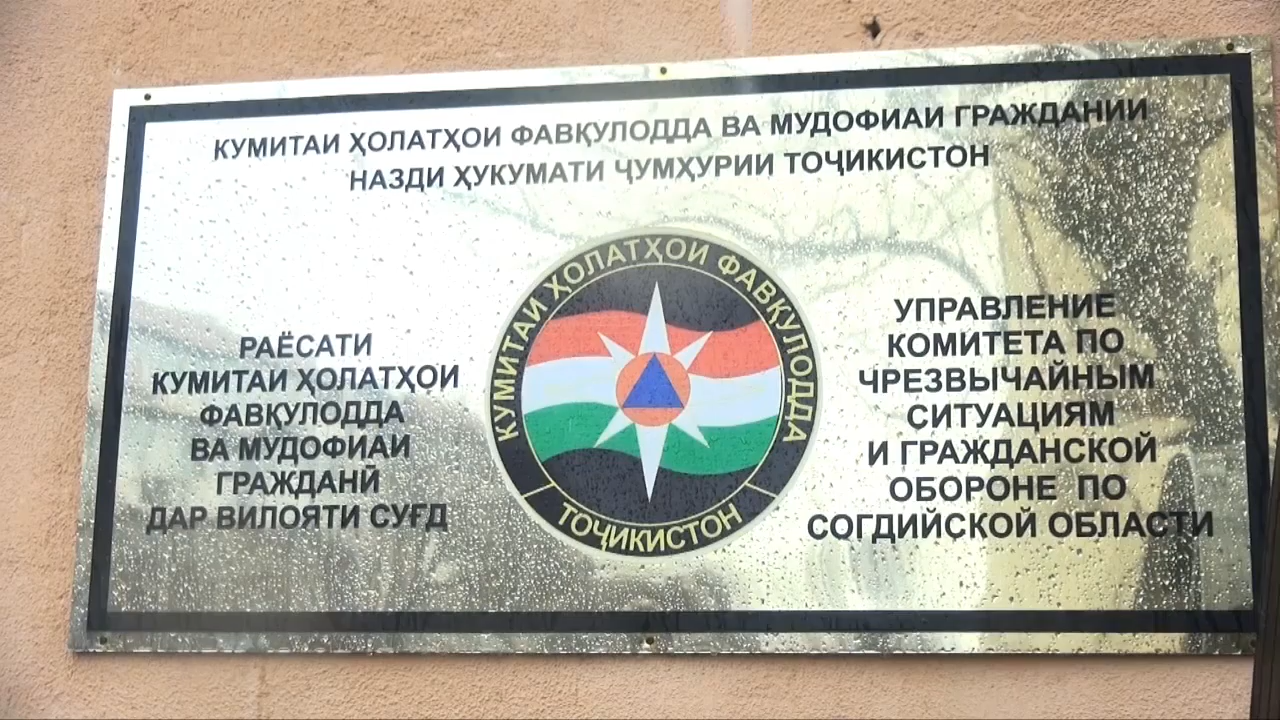 КУМИТАИ ҲОЛАТҲОИ ФАВҚУЛОДДА ВА МУДОФИАИ ГРАЖДАНИИ
НАЗДИ ҲУКУМАТИ ҶУМҲУРИИ ТОҶИКИСТОН
РАЁСАТИ
КУМИТАИ ҲОЛАТҲОИ
ФАВҚУЛОДДА
ВА МУДОФИАИ
ГРАЖДАНӢ
ДАР ВИЛОЯТИ СУҒД
КУМИТАИ ҲОЛАТҲОИ ФАВҚУЛОДДА
ТОҶИКИСТОН
УПРАВЛЕНИЕ
КОМИТЕТА ПО
ЧРЕЗВЫЧАЙНЫМ
СИТУАЦИЯМ
И ГРАЖДАНСКОЙ
ОБОРОНЕ ПО
СОГДИЙСКОЙ ОБЛАСТИ